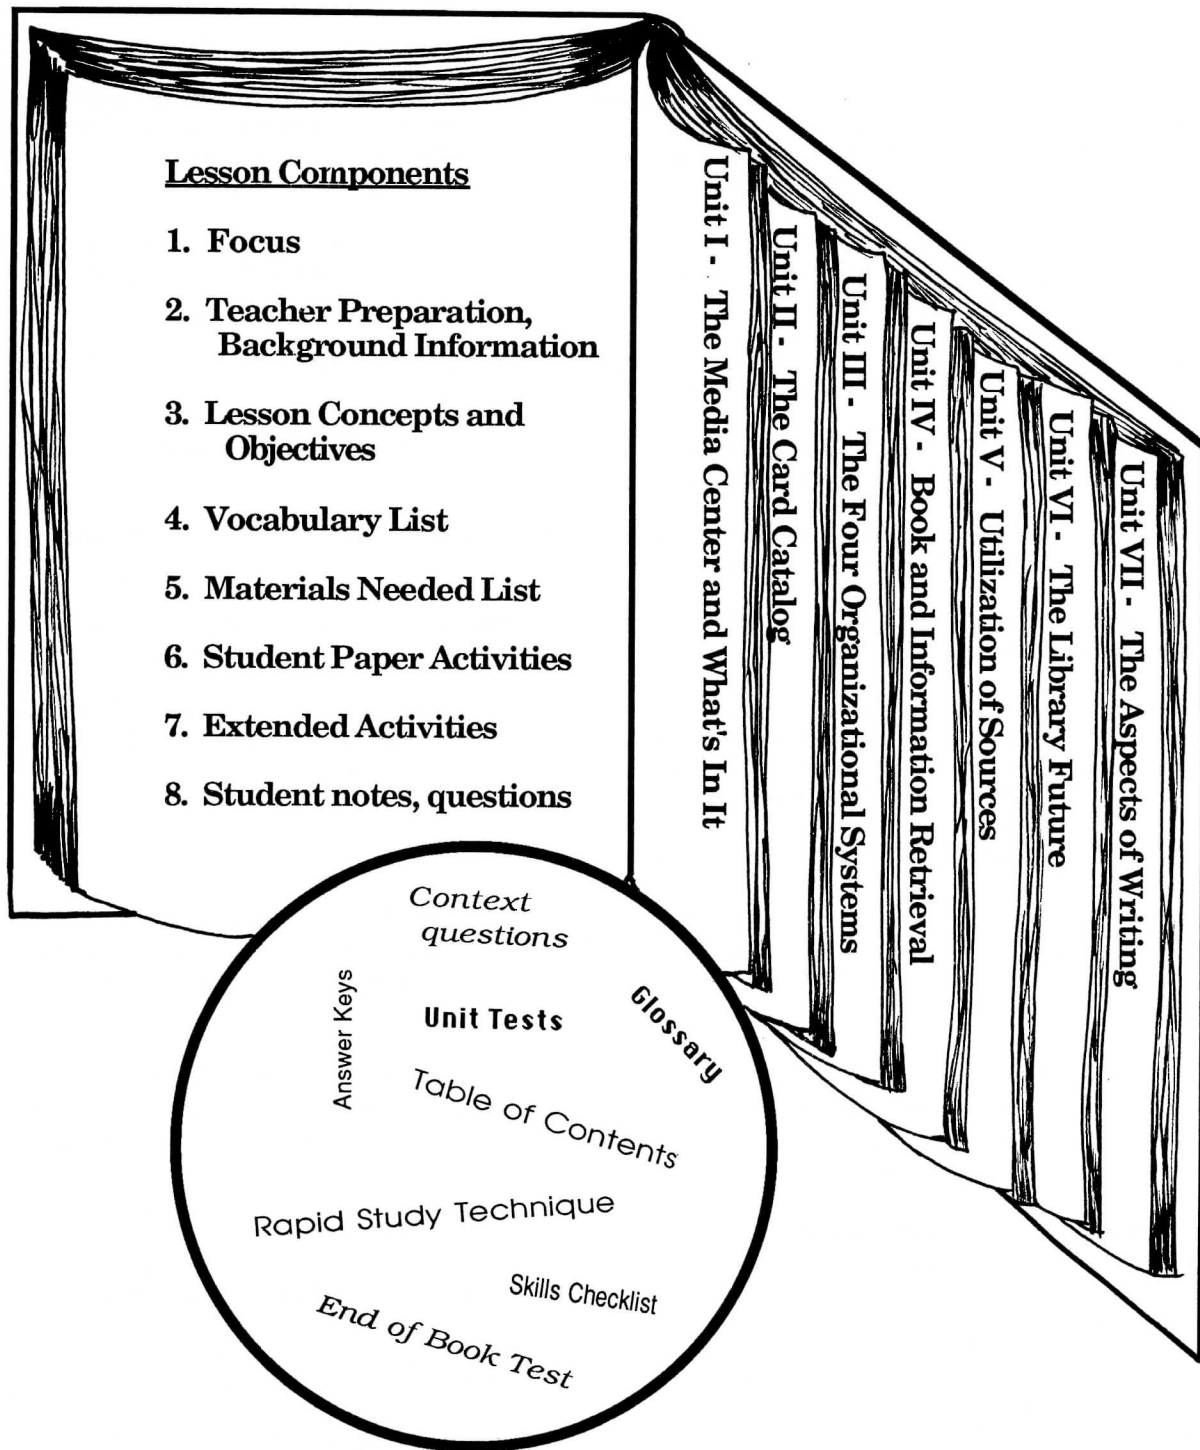 Lesson Components
1. Focus
2. Teacher Preparation,
Background Information
3. Lesson Concepts and
Objectives
4. Vocabulary List
5. Materials Needed List
6. Student Paper Activities
7. Extended Activities
8. Student notes, questions
Unit I - The Media Center and What's In It
Unit II - The Card Catalog
Unit III - The Four Organizational Systems
Unit IV - Book and Information Retrieval
Unit V - Utilization of Sources
Unit VI - The Library Future
Unit VII - The Aspects of Writing
Context
questions
Answer Keys
Unit Tests
Glossary
Table of Contents
Rapid Study Technique
Skills Checklist
End of Book Test